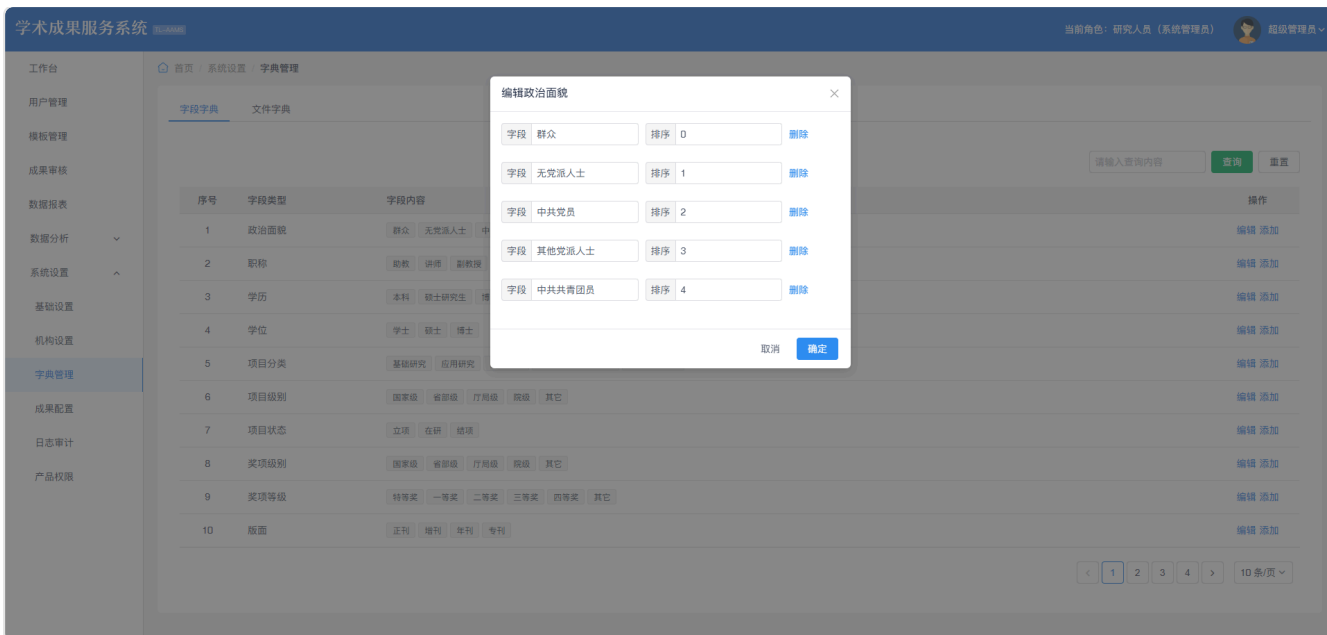 学术成果服务系统
当前角色：研究人员（系统管理员） 超级管理员
工作台
用户管理
模板管理
成果审核
数据报表
数据分析
系统设置
基础设置
机构设置
字典管理
成果配置
日志审计
产品权限
首页 / 系统设置 / 字典管理
字段字典 文件字典
请输入查询内容 查询 重置
序号 字段类型 字段内容 操作
1 政治面貌 群众 无党派人士 中 编辑 添加
2 职称 助教 讲师 副教授 编辑 添加
3 学历 本科 硕士研究生 博 编辑 添加
4 学位 学士 硕士 博士 编辑 添加
5 项目分类 基础研究 应用研究 编辑 添加
6 项目级别 国家级 省部级 厅局级 院级 其它 编辑 添加
7 项目状态 立项 在研 结项 编辑 添加
8 奖项级别 国家级 省部级 厅局级 院级 其它 编辑 添加
9 奖项等级 特等奖 一等奖 二等奖 三等奖 四等奖 其它 编辑 添加
10 版面 正刊 增刊 年刊 专刊 编辑 添加
1 2 3 4 10 条/页
编辑政治面貌
字段 群众 排序 0 删除
字段 无党派人士 排序 1 删除
字段 中共党员 排序 2 删除
字段 其他党派人士 排序 3 删除
字段 中共共青团员 排序 4 删除
取消 确定